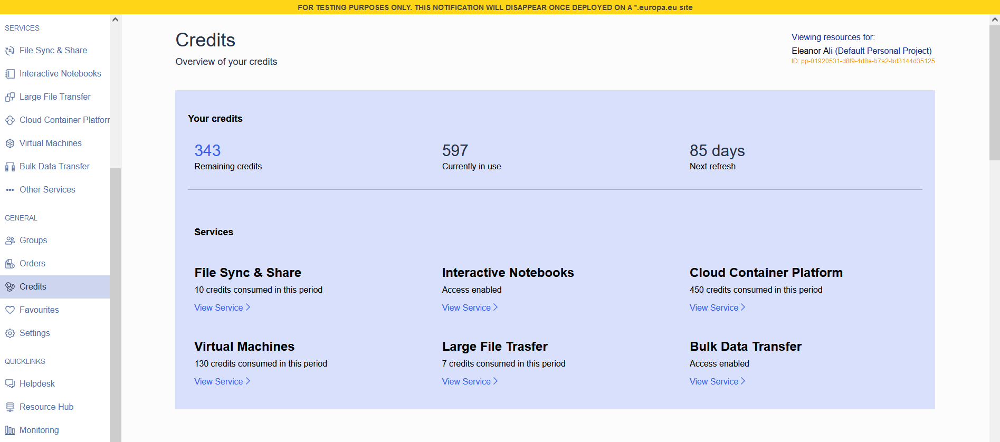 FOR TESTING PURPOSES ONLY. THIS NOTIFICATION WILL DISAPPEAR ONCE DEPLOYED ON A *.europa.eu site
SERVICES
File Sync & Share
Interactive Notebooks
Large File Transfer
Cloud Container Platforr
Virtual Machines
Bulk Data Transfer
Other Services
GENERAL
Groups
Orders
Credits
Favourites
Settings
QUICKLINKS
Helpdesk
Resource Hub
Monitoring
Credits
Overview of your credits
Viewing resources for:
Eleanor Ali (Default Personal Project)
ID: pp-01920531-d8f9-4d8e-b7a2-bd3144d35125
Your credits
343
Remaining credits
597
Currently in use
85 days
Next refresh
Services
File Sync & Share
10 credits consumed in this period
View Service
Interactive Notebooks
Access enabled
View Service
Cloud Container Platform
450 credits consumed in this period
View Service
Virtual Machines
130 credits consumed in this period
View Service
Large File Trasfer
7 credits consumed in this period
View Service
Bulk Data Transfer
Access enabled
View Service